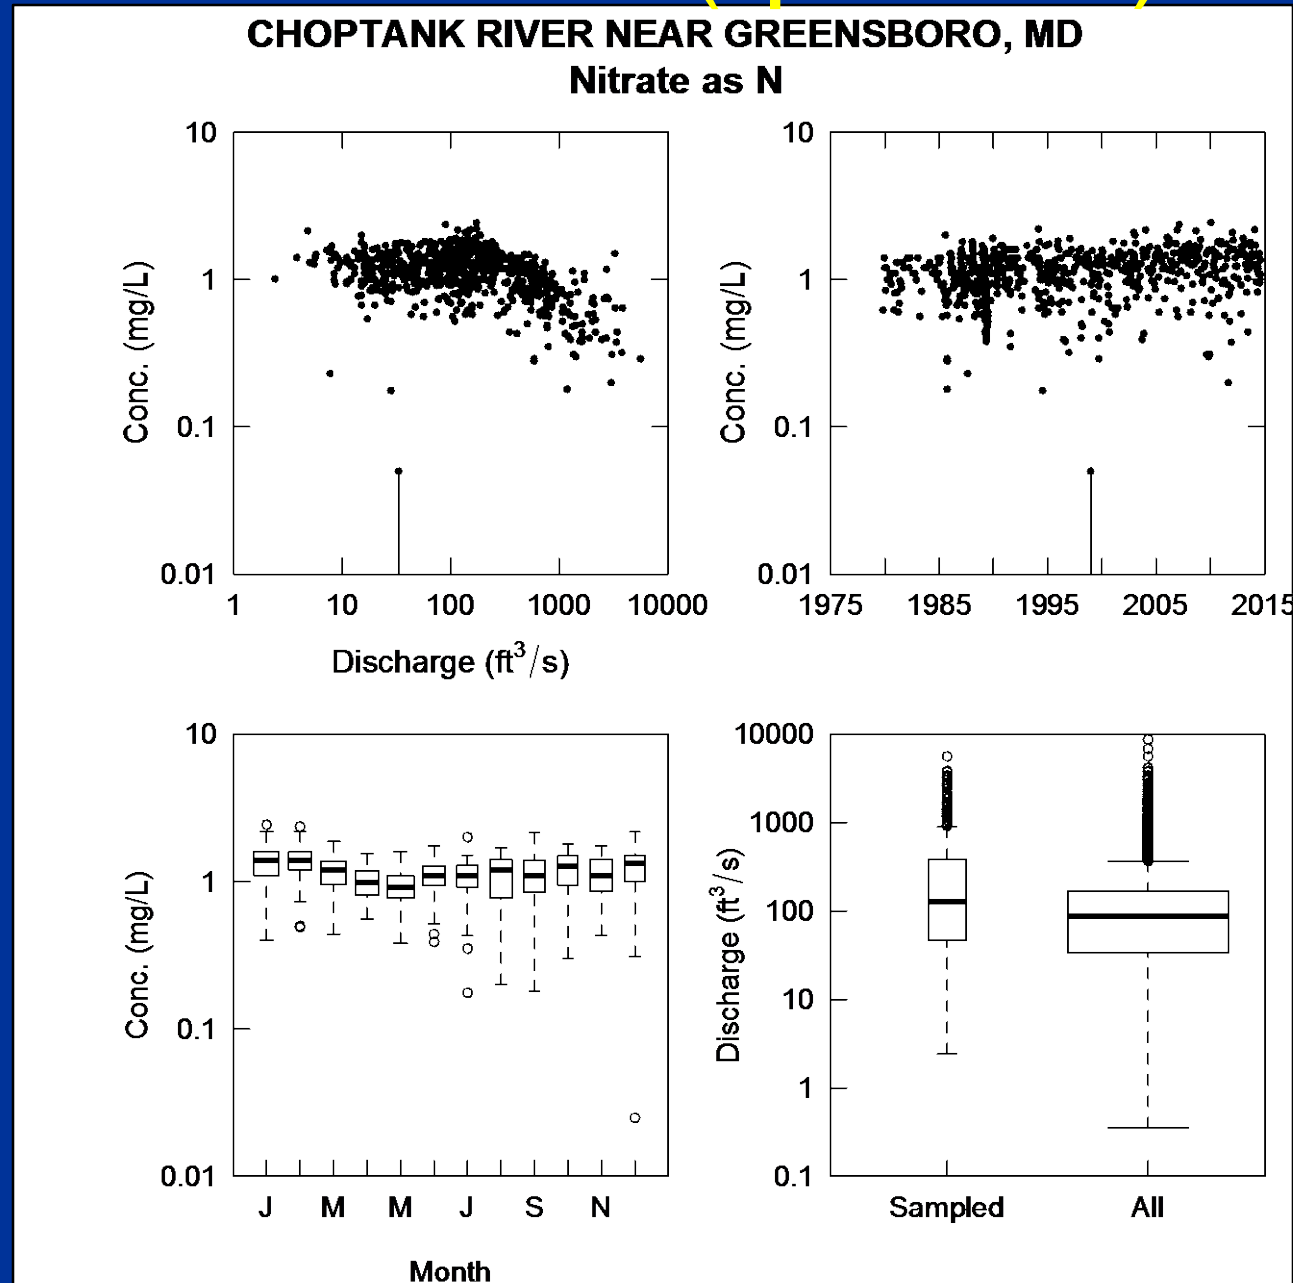 CHOPTANK RIVER NEAR GREENSBORO, MD
Nitrate as N
10
1
0.1
0.01
Conc. (mg/L)
1 10 100 1000 10000
Discharge (ft³/s)
10
1
0.1
0.01
Conc. (mg/L)
1975 1985 1995 2005 2015
10
1
0.1
0.01
Conc. (mg/L)
J M M J S N
Month
10000
1000
100
10
1
0.1
Discharge (ft³/s)
Sampled All